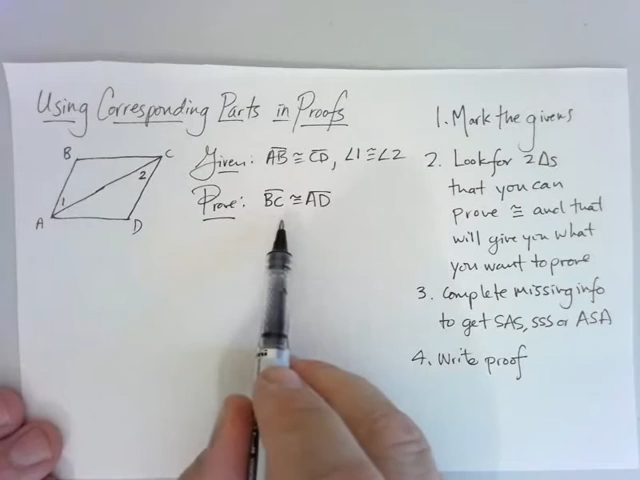 Using Corresponding Parts in Proofs
Given: AB ≅ CD, ∠1 ≅ ∠2
Prove: BC ≅ AD
B
C
2
1
A
D
1. Mark the givens
2. Look for 2 Δs
that you can
prove ≅ and that
will give you what
you want to prove
3. Complete missing info
to get SAS, SSS or ASA
4. Write proof